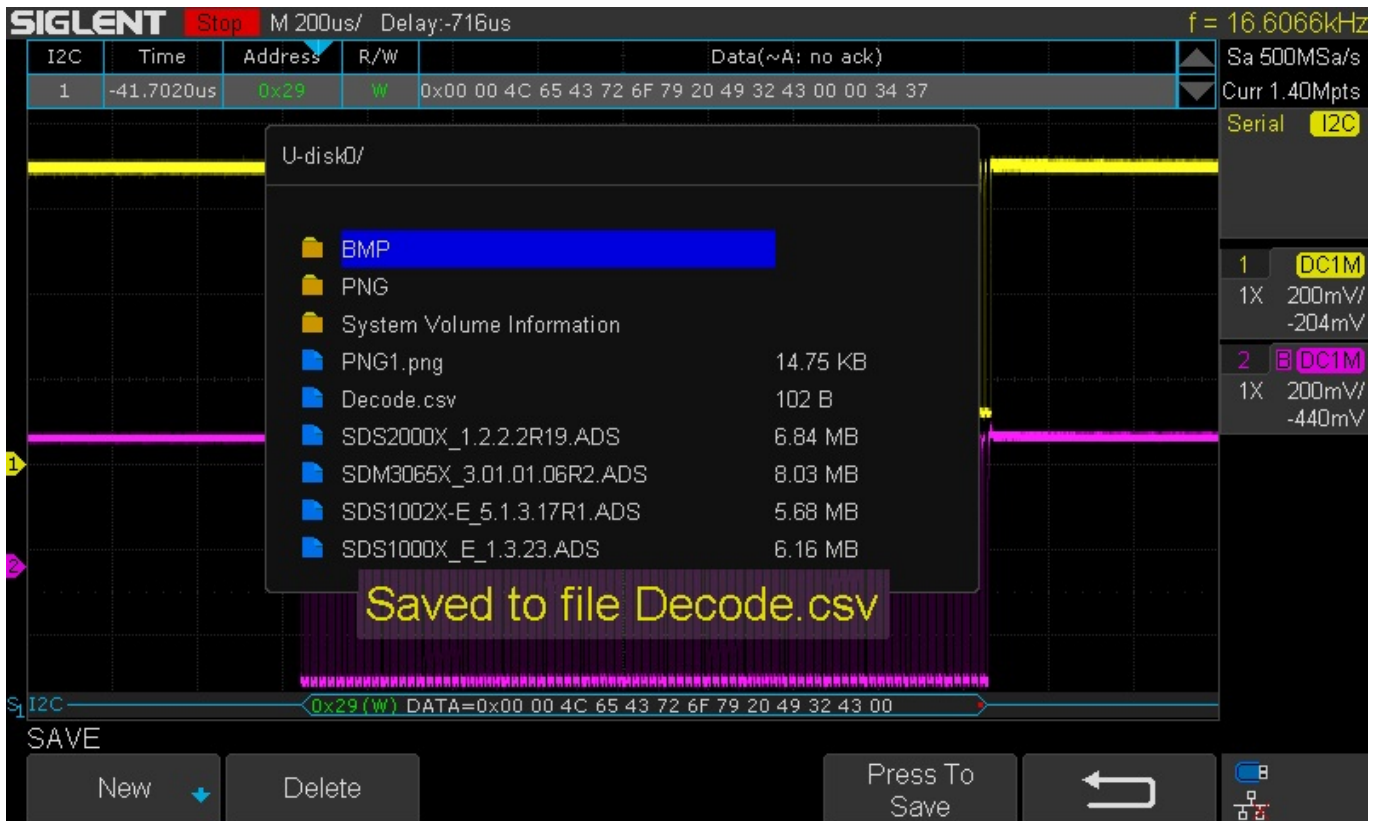 SIGLENT Stop M 200us/ Delay:-716us f = 16.6066kHz
I2C Time Address R/W Data(~A: no ack) Sa 500MSa/s
1 -41.7020us 0x29 W 0x00 00 4C 65 43 72 6F 79 20 49 32 43 00 00 34 37 Curr 1.40Mpts
Serial I2C
U-disk0/
BMP
PNG
System Volume Information
PNG1.png 14.75 KB
Decode.csv 102 B
SDS2000X_1.2.2.2R19.ADS 6.84 MB
SDM3065X_3.01.01.06R2.ADS 8.03 MB
SDS1002X-E_5.1.3.17R1.ADS 5.68 MB
SDS1000X_E_1.3.23.ADS 6.16 MB
Saved to file Decode.csv
1 DC1M
1X 200mV/
-204mV
2 B DC1M
1X 200mV/
-440mV
1
2
S1 I2C 0x29(W) DATA=0x00 00 4C 65 43 72 6F 79 20 49 32 43 00
SAVE
New Delete Press To Save